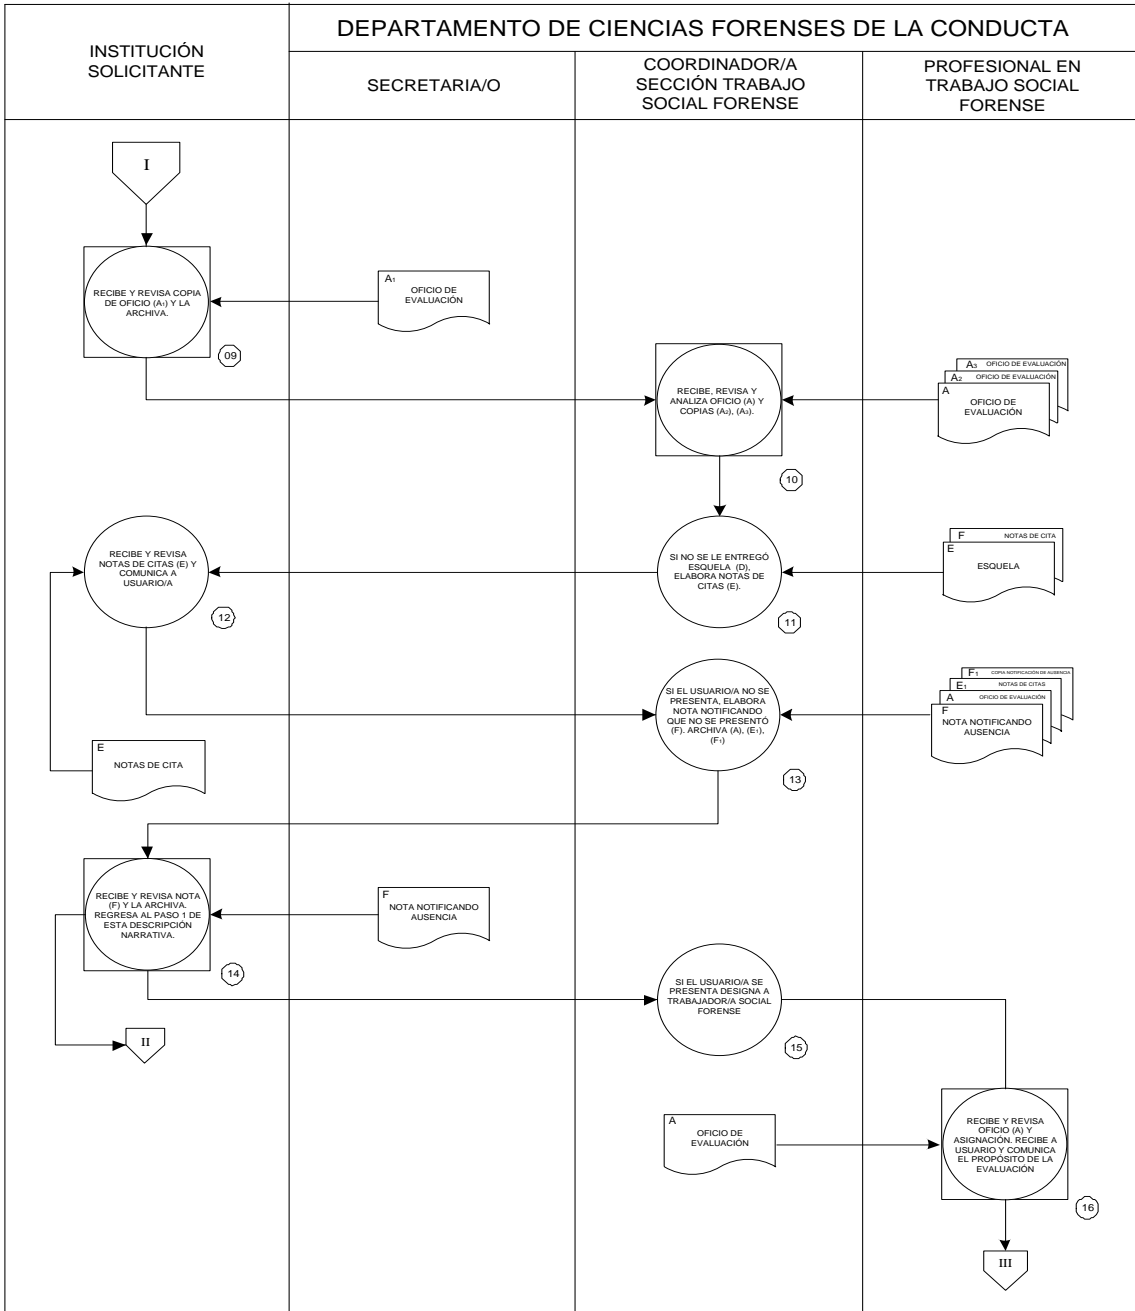 DEPARTAMENTO DE CIENCIAS FORENSES DE LA CONDUCTA
INSTITUCIÓN
SOLICITANTE
SECRETARIA/O
COORDINADOR/A
SECCIÓN TRABAJO
SOCIAL FORENSE
PROFESIONAL EN
TRABAJO SOCIAL
FORENSE
I
RECIBE Y REVISA COPIA
DE OFICIO (A₁) Y LA
ARCHIVA.
09
A₁
OFICIO DE
EVALUACIÓN
RECIBE, REVISA Y
ANALIZA OFICIO (A) Y
COPIAS (A₂), (A₃).
10
A₃ OFICIO DE EVALUACIÓN
A₂ OFICIO DE EVALUACIÓN
A
OFICIO DE
EVALUACIÓN
RECIBE Y REVISA
NOTAS DE CITAS (E) Y
COMUNICA A
USUARIO/A
12
SI NO SE LE ENTREGÓ
ESQUELA (D),
ELABORA NOTAS DE
CITAS (E).
11
F NOTAS DE CITA
E
ESQUELA
SI EL USUARIO/A NO SE
PRESENTA, ELABORA
NOTA NOTIFICANDO
QUE NO SE PRESENTÓ
(F). ARCHIVA (A), (E₁),
(F₁)
13
F₁ COPIA NOTIFICACIÓN DE AUSENCIA
E₁ NOTAS DE CITAS
A OFICIO DE EVALUACIÓN
F
NOTA NOTIFICANDO
AUSENCIA
E
NOTAS DE CITA
RECIBE Y REVISA NOTA
(F) Y LA ARCHIVA.
REGRESA AL PASO 1 DE
ESTA DESCRIPCIÓN
NARRATIVA.
14
F
NOTA NOTIFICANDO
AUSENCIA
SI EL USUARIO/A SE
PRESENTA DESIGNA A
TRABAJADOR/A SOCIAL
FORENSE
15
II
A
OFICIO DE
EVALUACIÓN
RECIBE Y REVISA
OFICIO (A) Y
ASIGNACIÓN. RECIBE A
USUARIO Y COMUNICA
EL PROPÓSITO DE LA
EVALUACIÓN
16
III